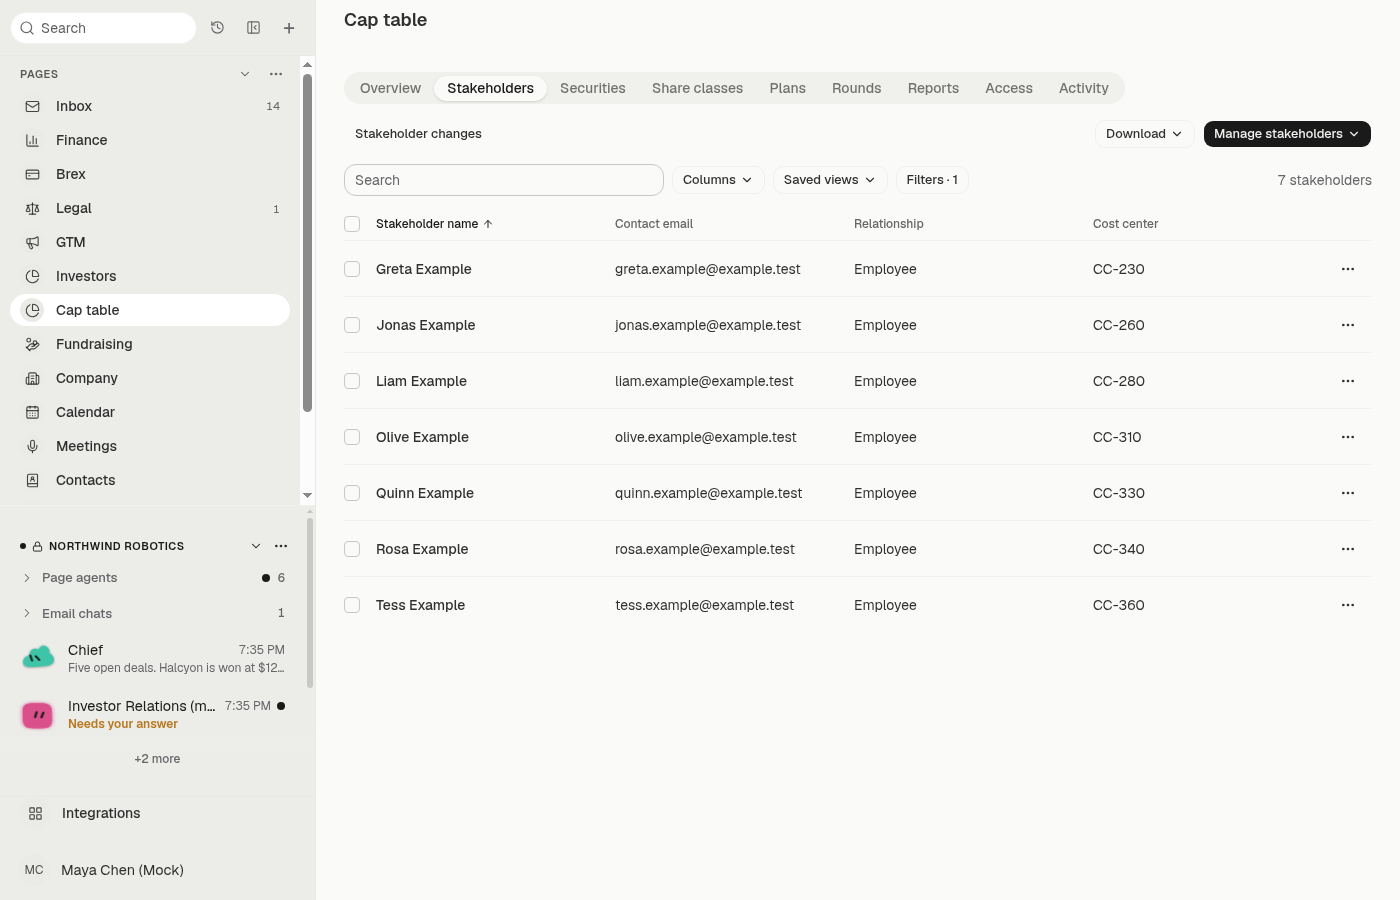 Search
PAGES
Inbox 14
Finance
Brex
Legal 1
GTM
Investors
Cap table
Fundraising
Company
Calendar
Meetings
Contacts
NORTHWIND ROBOTICS
Page agents 6
Email chats 1
Chief 7:35 PM
Five open deals. Halcyon is won at $12...
Investor Relations (m... 7:35 PM
Needs your answer
+2 more
Integrations
MC Maya Chen (Mock)
Cap table
Overview Stakeholders Securities Share classes Plans Rounds Reports Access Activity
Stakeholder changes Download Manage stakeholders
Search Columns Saved views Filters · 1 7 stakeholders
Stakeholder name Contact email Relationship Cost center
Greta Example greta.example@example.test Employee CC-230
Jonas Example jonas.example@example.test Employee CC-260
Liam Example liam.example@example.test Employee CC-280
Olive Example olive.example@example.test Employee CC-310
Quinn Example quinn.example@example.test Employee CC-330
Rosa Example rosa.example@example.test Employee CC-340
Tess Example tess.example@example.test Employee CC-360